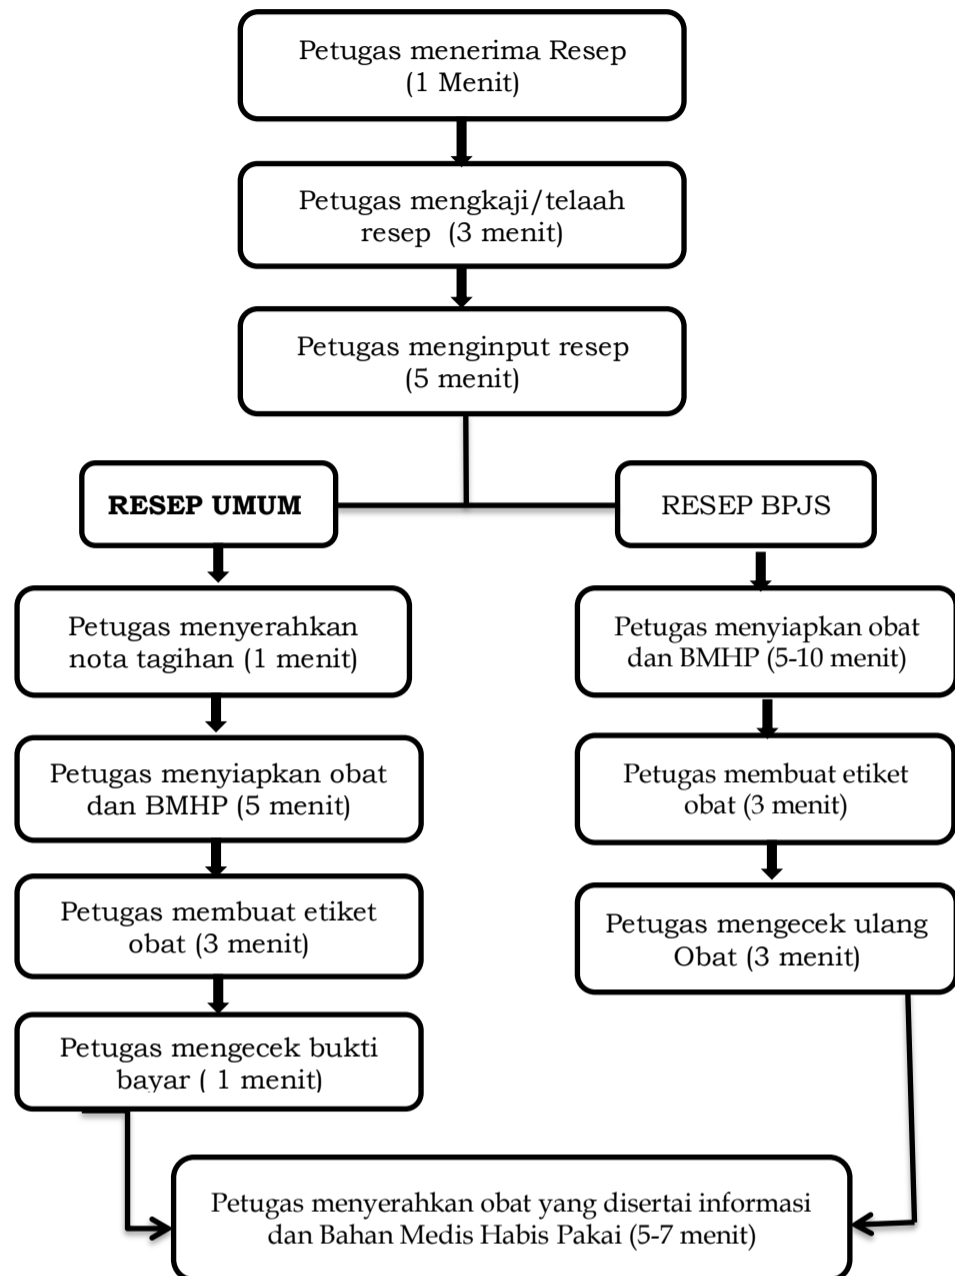 Petugas menerima Resep
(1 Menit)
Petugas mengkaji/telaah
resep (3 menit)
Petugas menginput resep
(5 menit)
RESEP UMUM
RESEP BPJS
Petugas menyerahkan
nota tagihan (1 menit)
Petugas menyiapkan obat
dan BMHP (5 menit)
Petugas membuat etiket
obat (3 menit)
Petugas mengecek bukti
bayar ( 1 menit)
Petugas menyiapkan obat
dan BMHP (5-10 menit)
Petugas membuat etiket
obat (3 menit)
Petugas mengecek ulang
Obat (3 menit)
Petugas menyerahkan obat yang disertai informasi
dan Bahan Medis Habis Pakai (5-7 menit)